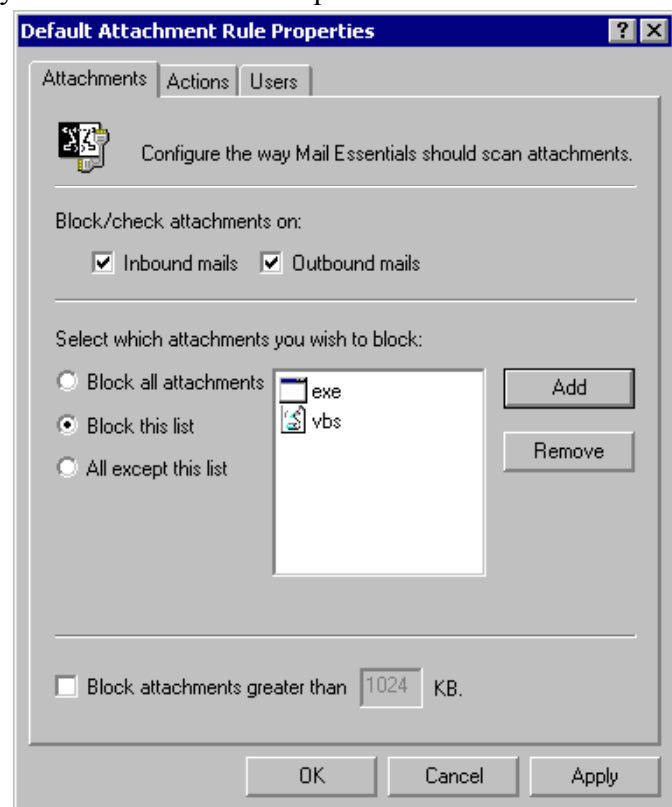 Default Attachment Rule Properties
Attachments Actions Users
Configure the way Mail Essentials should scan attachments.
Block/check attachments on:
Inbound mails Outbound mails
Select which attachments you wish to block:
Block all attachments
Block this list
All except this list
exe
vbs
Add
Remove
Block attachments greater than 1024 KB.
OK Cancel Apply